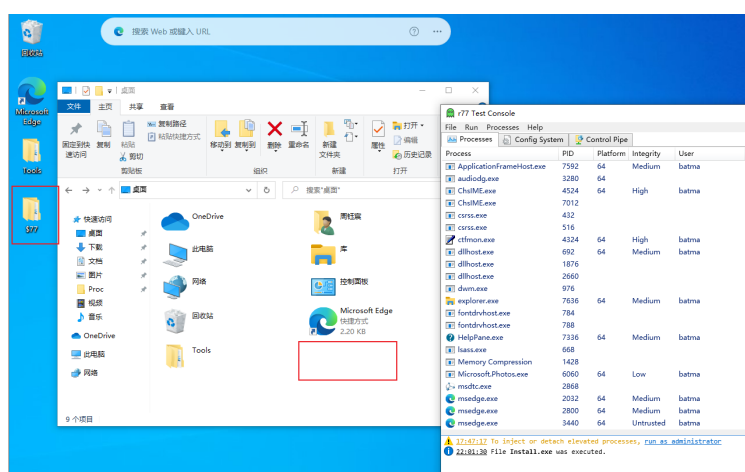 搜索 Web 或键入 URL
回收站
Microsoft
Edge
Tools
$77
桌面
文件 主页 共享 查看
固定到快
速访问
复制
粘贴
复制路径
粘贴快捷方式
剪切
移动到 复制到 删除 重命名
新建
文件夹
属性
打开
编辑
历史记录
剪贴板 组织 新建 打开
桌面
搜索"桌面"
快速访问
桌面
下载
文档
图片
Proc
视频
音乐
OneDrive
此电脑
网络
OneDrive
此电脑
网络
回收站
Tools
周钰宸
库
控制面板
Microsoft Edge
快捷方式
2.20 KB
9 个项目
r77 Test Console
File Run Processes Help
Processes Config System Control Pipe
Process PID Platform Integrity User
ApplicationFrameHost.exe 7592 64 Medium batma
audiodg.exe 3280 64
ChsIME.exe 4524 64 High batma
ChsIME.exe 7012
csrss.exe 432
csrss.exe 516
ctfmon.exe 4324 64 High batma
dllhost.exe 692 64 Medium batma
dllhost.exe 1876
dllhost.exe 2660
dwm.exe 976
explorer.exe 7636 64 Medium batma
fontdrvhost.exe 784
fontdrvhost.exe 788
HelpPane.exe 7336 64 Medium batma
lsass.exe 668
Memory Compression 1428
Microsoft.Photos.exe 6060 64 Low batma
msdtc.exe 2868
msedge.exe 2032 64 Medium batma
msedge.exe 2800 64 Medium batma
msedge.exe 3440 64 Untrusted batma
17:47:17 To inject or detach elevated processes, run as administrator
22:01:30 File Install.exe was executed.